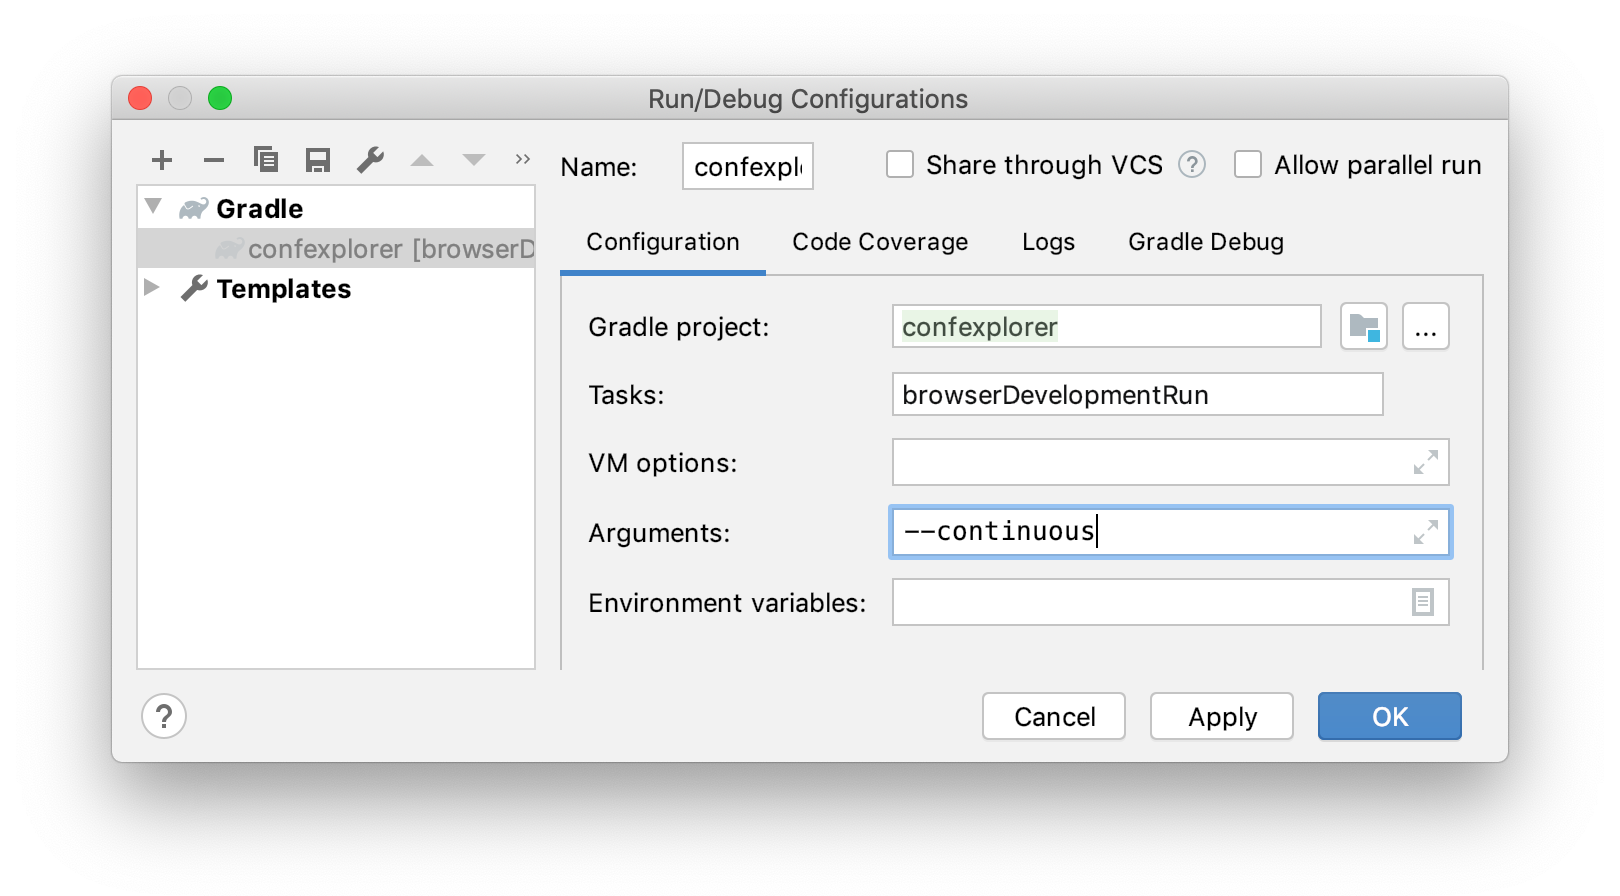 Run/Debug Configurations
Name: confexpl
Share through VCS ?
Allow parallel run
Gradle
confexplorer [browserD
Templates
Configuration Code Coverage Logs Gradle Debug
Gradle project: confexplorer ...
Tasks: browserDevelopmentRun
VM options:
Arguments: --continuous
Environment variables:
? Cancel Apply OK